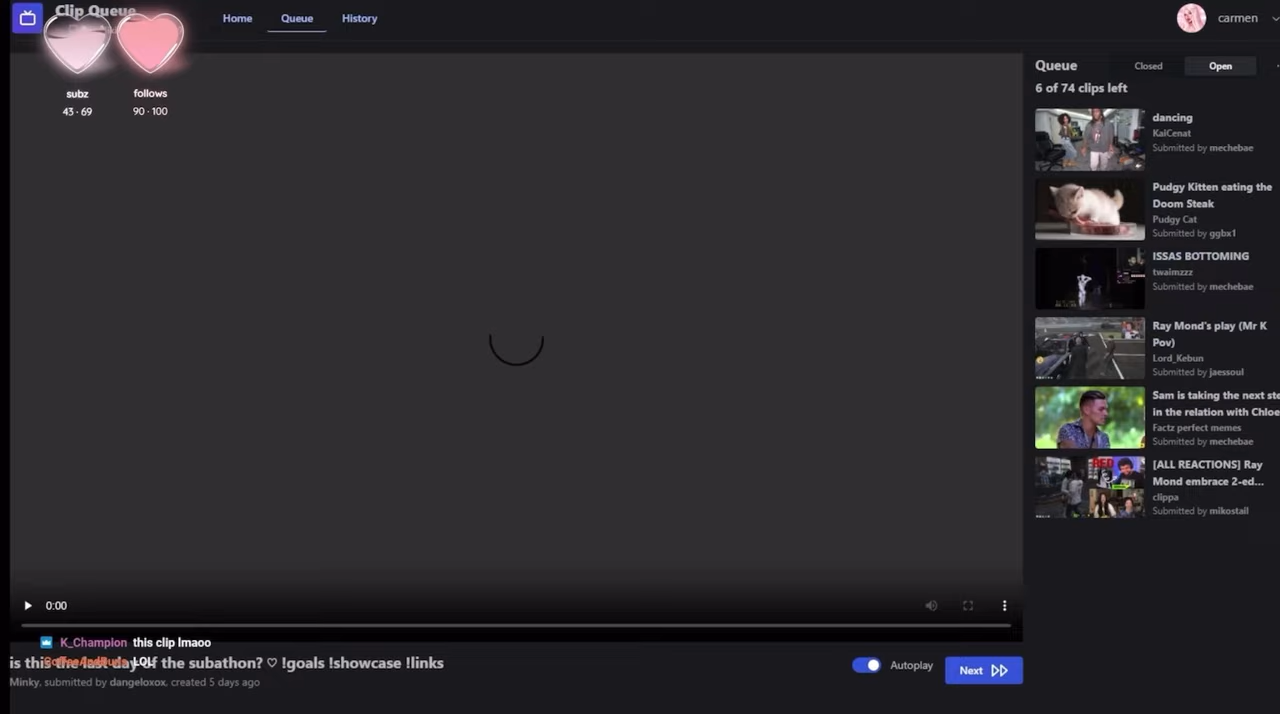 Clip Queue
Home
Queue
History
carmen
subz
43 · 69
follows
90 · 100
Queue
Closed
Open
6 of 74 clips left
dancing
KaiCenat
Submitted by mechebae
Pudgy Kitten eating the
Doom Steak
Pudgy Cat
Submitted by ggbx1
ISSAS BOTTOMING
twaimzzz
Submitted by mechebae
Ray Mond's play (Mr K
Pov)
Lord_Kebun
Submitted by jaessoul
Sam is taking the next ste
in the relation with Chloe
Factz perfect memes
Submitted by mechebae
[ALL REACTIONS] Ray
Mond embrace 2-ed...
clippa
Submitted by mikostall
0:00
K_Champion this clip lmaoo
LOL
is this the last day of the subathon? ♡ !goals !showcase !links
Minky, submitted by dangeloxox, created 5 days ago
Autoplay
Next